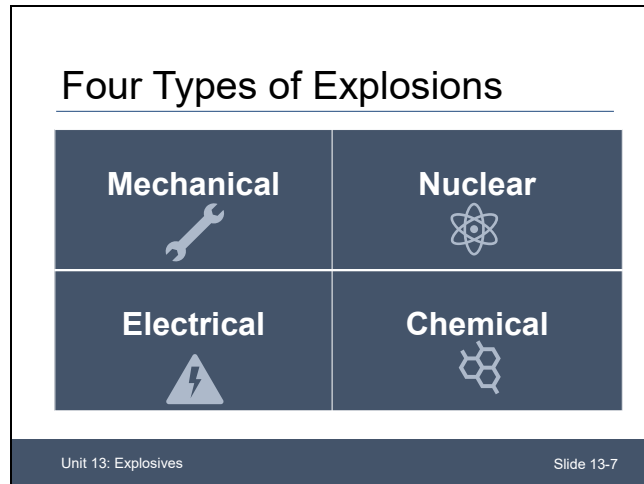 Four Types of Explosions
Mechanical
Nuclear
Electrical
Chemical
Unit 13: Explosives
Slide 13-7